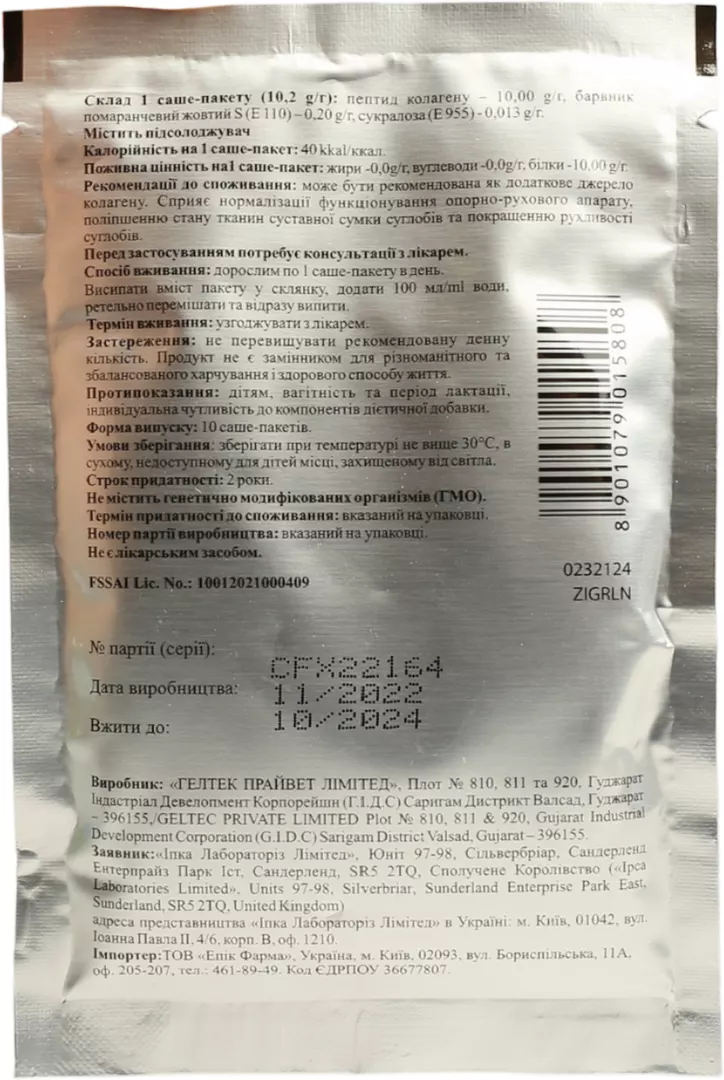 Склад 1 саше-пакету (10,2 g/г): пептид колагену – 10,00 g/г, барвник
помаранчевий жовтий S (E 110) – 0,20 g/г, сукралоза (E 955) - 0,013 g/г.
Містить підсолоджувач
Калорійність на 1 саше-пакет: 40 kkal/ккал.
Поживна цінність на1 саше-пакет: жири -0,0g/г, вуглеводи -0,0g/г, білки -10,00 g/г
Рекомендації до споживання: може бути рекомендована як додаткове джерело
колагену. Сприяє нормалізації функціонування опорно-рухового апарату,
поліпшенню стану тканин суставної сумки суглобів та покращенню рухливості
суглобів.
Перед застосуванням потребує консультації з лікарем.
Спосіб вживання: дорослим по 1 саше-пакету в день.
Висипати вміст пакету у склянку, додати 100 мл/ml води,
ретельно перемішати та відразу випити.
Термін вживання: узгоджувати з лікарем.
Застереження: не перевищувати рекомендовану денну
кількість. Продукт не є замінником для різноманітного та
збалансованого харчування і здорового способу життя.
Протипоказання: дітям, вагітність та період лактації,
індивідуальна чутливість до компонентів дієтичної добавки.
Форма випуску: 10 саше-пакетів.
Умови зберігання: зберігати при температурі не вище 30°С, в
сухому, недоступному для дітей місці, захищеному від світла.
Строк придатності: 2 роки.
Не містить генетично модифікованих організмів (ГМО).
Термін придатності до споживання: вказаний на упаковці.
Номер партії виробництва: вказаний на упаковці.
Не є лікарським засобом.
FSSAI Lic. No.: 10012021000409
8 901079 015808
0232124
ZIGRLN
№ партії (серії): CFX22164
Дата виробництва: 11/2022
Вжити до: 10/2024
Виробник: «ГЕЛТЕК ПРАЙВЕТ ЛІМІТЕД», Плот № 810, 811 та 920, Гуджарат
Індастріал Девелопмент Корпорейшн (Г.І.Д.С) Саригам Дистрикт Валсад, Гуджарат
– 396155,/GELTEC PRIVATE LIMITED Plot № 810, 811 & 920, Gujarat Industrial
Development Corporation (G.I.D.C) Sarigam District Valsad, Gujarat – 396155.
Заявник:«Іпка Лабораторіз Лімітед», Юніт 97-98, Сільвербріар, Сандерленд
Ентерпрайз Парк Іст, Сандерленд, SR5 2TQ, Сполучене Королівство («Ipca
Laboratories Limited», Units 97-98, Silverbriar, Sunderland Enterprise Park East,
Sunderland, SR5 2TQ, United Kingdom)
адреса представництва «Іпка Лабораторіз Лімітед» в Україні: м. Київ, 01042, вул.
Іоанна Павла II, 4/6, корп. В, оф. 1210.
Імпортер:ТОВ «Епік Фарма», Україна, м. Київ, 02093, вул. Бориспільська, 11А,
оф. 205-207, тел.: 461-89-49. Код ЄДРПОУ 36677807.